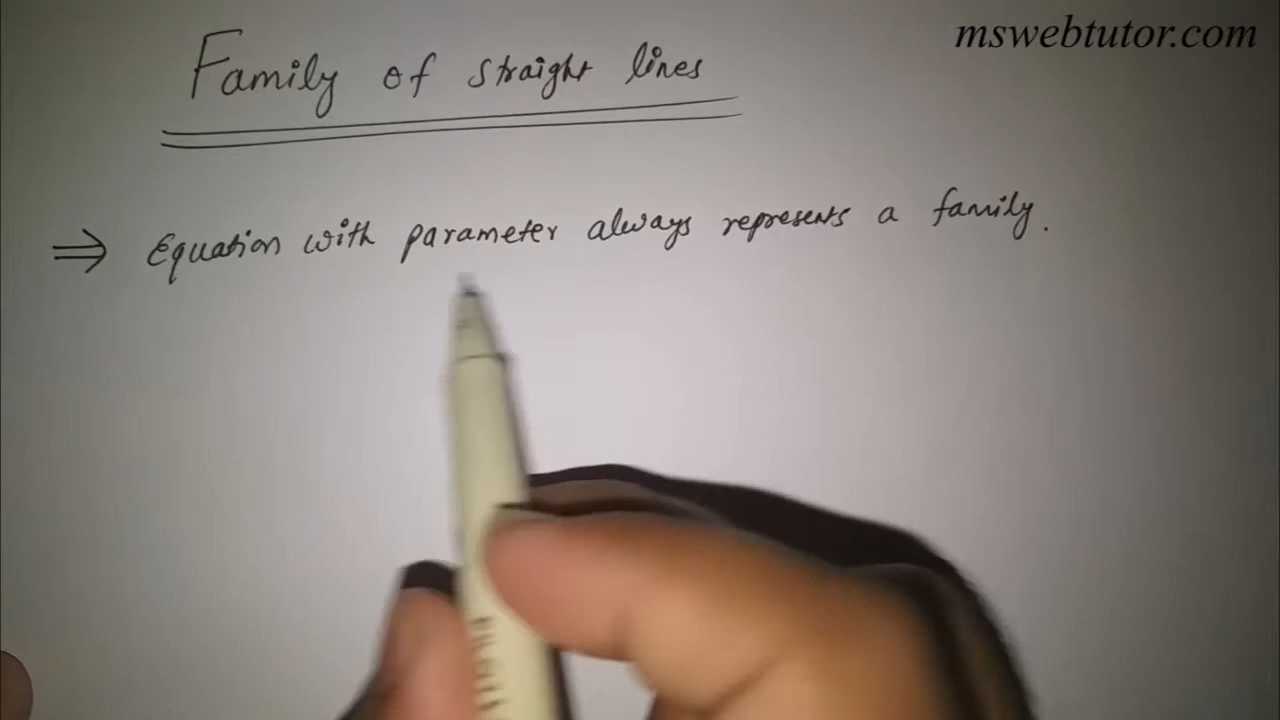 mswebtutor.com
Family of straight lines
⇒ Equation with parameter always represents a family.